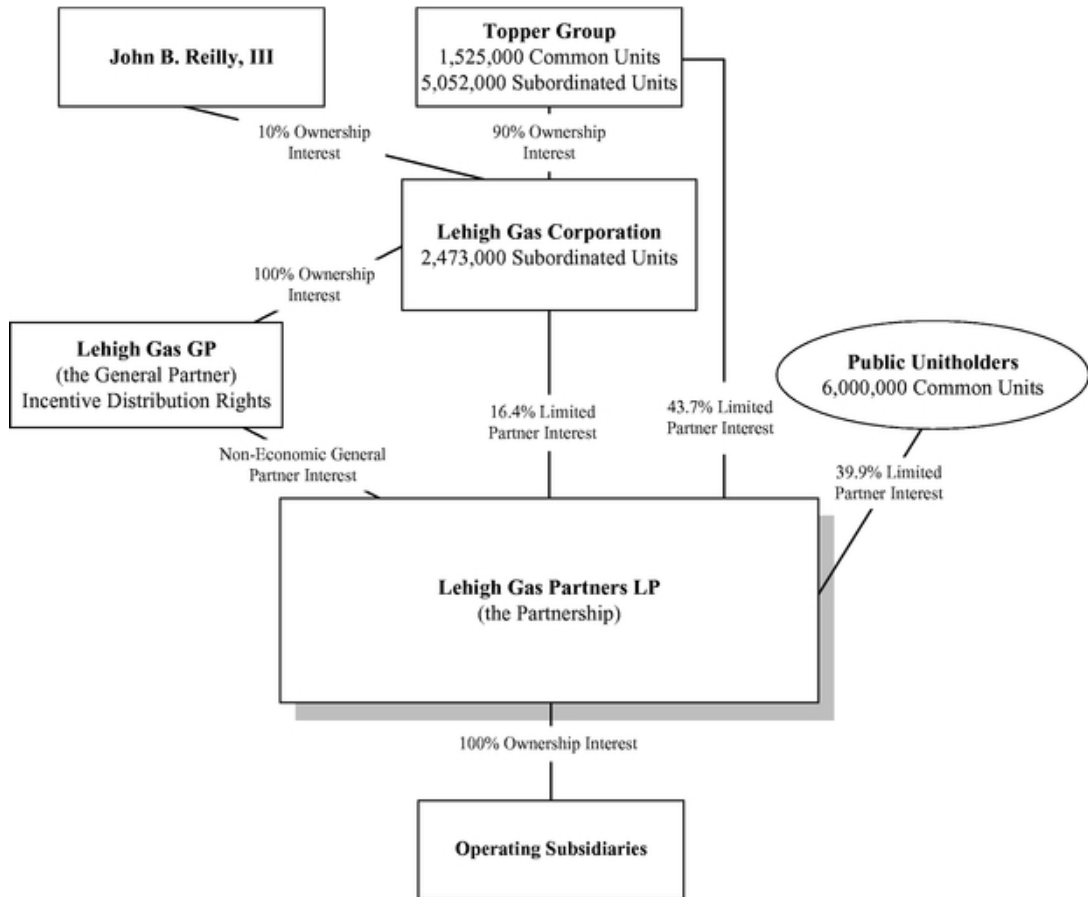 John B. Reilly, III
Topper Group
1,525,000 Common Units
5,052,000 Subordinated Units
10% Ownership
Interest
90% Ownership
Interest
Lehigh Gas Corporation
2,473,000 Subordinated Units
100% Ownership
Interest
Lehigh Gas GP
(the General Partner)
Incentive Distribution Rights
Public Unitholders
6,000,000 Common Units
16.4% Limited
Partner Interest
43.7% Limited
Partner Interest
Non-Economic General
Partner Interest
39.9% Limited
Partner Interest
Lehigh Gas Partners LP
(the Partnership)
100% Ownership Interest
Operating Subsidiaries